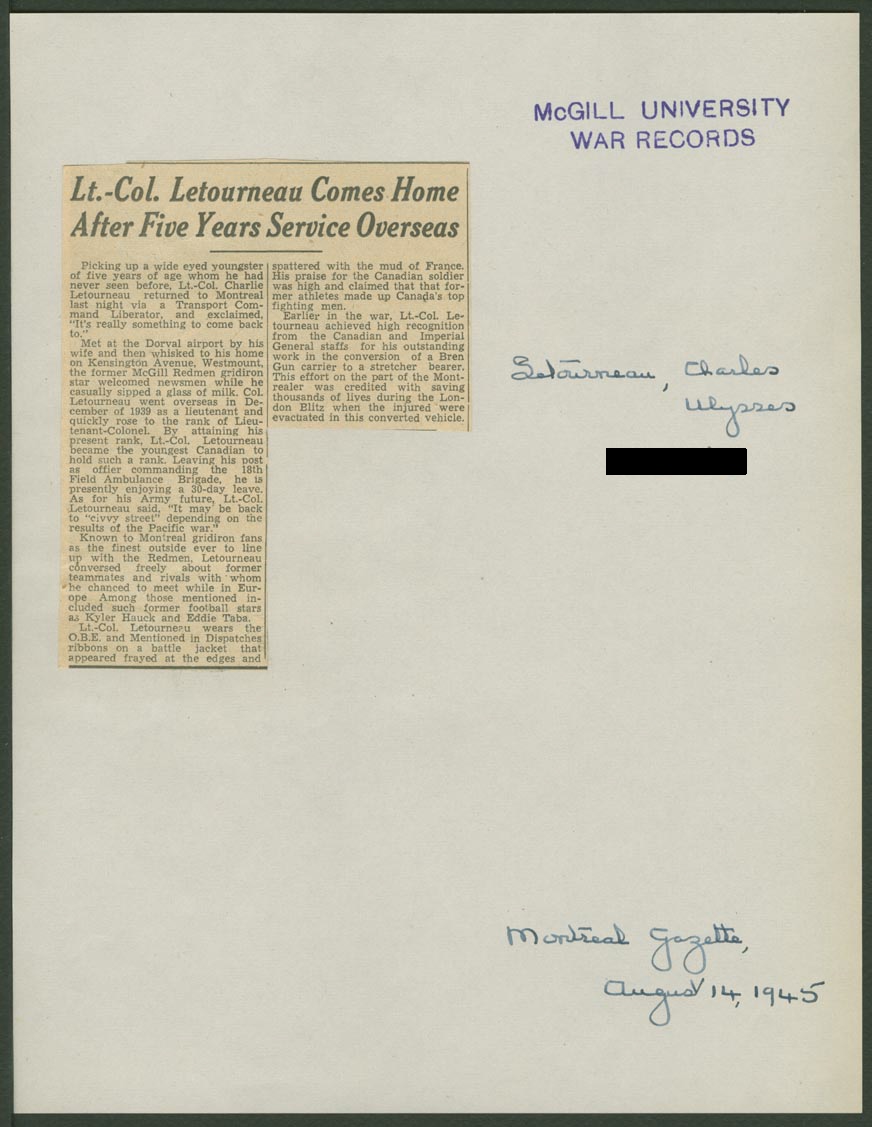 McGILL UNIVERSITY
WAR RECORDS
Lt.-Col. Letourneau Comes Home
After Five Years Service Overseas
Picking up a wide eyed youngster
of five years of age whom he had
never seen before, Lt.-Col. Charlie
Letourneau returned to Montreal
last night via a Transport Com-
mand Liberator, and exclaimed,
"It's really something to come back
to."
Met at the Dorval airport by his
wife and then whisked to his home
on Kensington Avenue, Westmount,
the former McGill Redmen gridiron
star welcomed newsmen while he
casually sipped a glass of milk. Col.
Letourneau went overseas in De-
cember of 1939 as a lieutenant and
quickly rose to the rank of Lieu-
tenant-Colonel. By attaining his
present rank, Lt.-Col. Letourneau
became the youngest Canadian to
hold such a rank. Leaving his post
as offier commanding the 18th
Field Ambulance Brigade, he is
presently enjoying a 30-day leave.
As for his Army future, Lt.-Col.
Letourneau said, "It may be back
to "civvy street" depending on the
results of the Pacific war."
Known to Montreal gridiron fans
as the finest outside ever to line
up with the Redmen, Letourneau
conversed freely about former
teammates and rivals with whom
he chanced to meet while in Eur-
ope Among those mentioned in-
cluded such former football stars
as Kyler Hauck and Eddie Taba.
Lt.-Col. Letourneau wears the
O.B.E. and Mentioned in Dispatches
ribbons on a battle jacket that
appeared frayed at the edges and
spattered with the mud of France.
His praise for the Canadian soldier
was high and claimed that that for-
mer athletes made up Canada's top
fighting men.
Earlier in the war, Lt.-Col. Le-
tourneau achieved high recognition
from the Canadian and Imperial
General staffs for his outstanding
work in the conversion of a Bren
Gun carrier to a stretcher bearer.
This effort on the part of the Mont-
realer was credited with saving
thousands of lives during the Lon-
don Blitz when the injured were
evacuated in this converted vehicle.
Letourneau, Charles
Ulysses
Montreal Gazette,
August 14, 1945